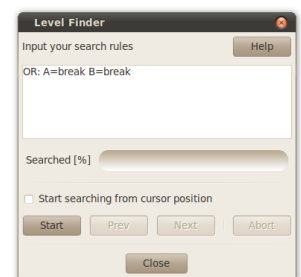 Level Finder
Input your search rules
Help
OR: A=break B=break
Searched [%]
Start searching from cursor position
Start
Prev
Next
Abort
Close